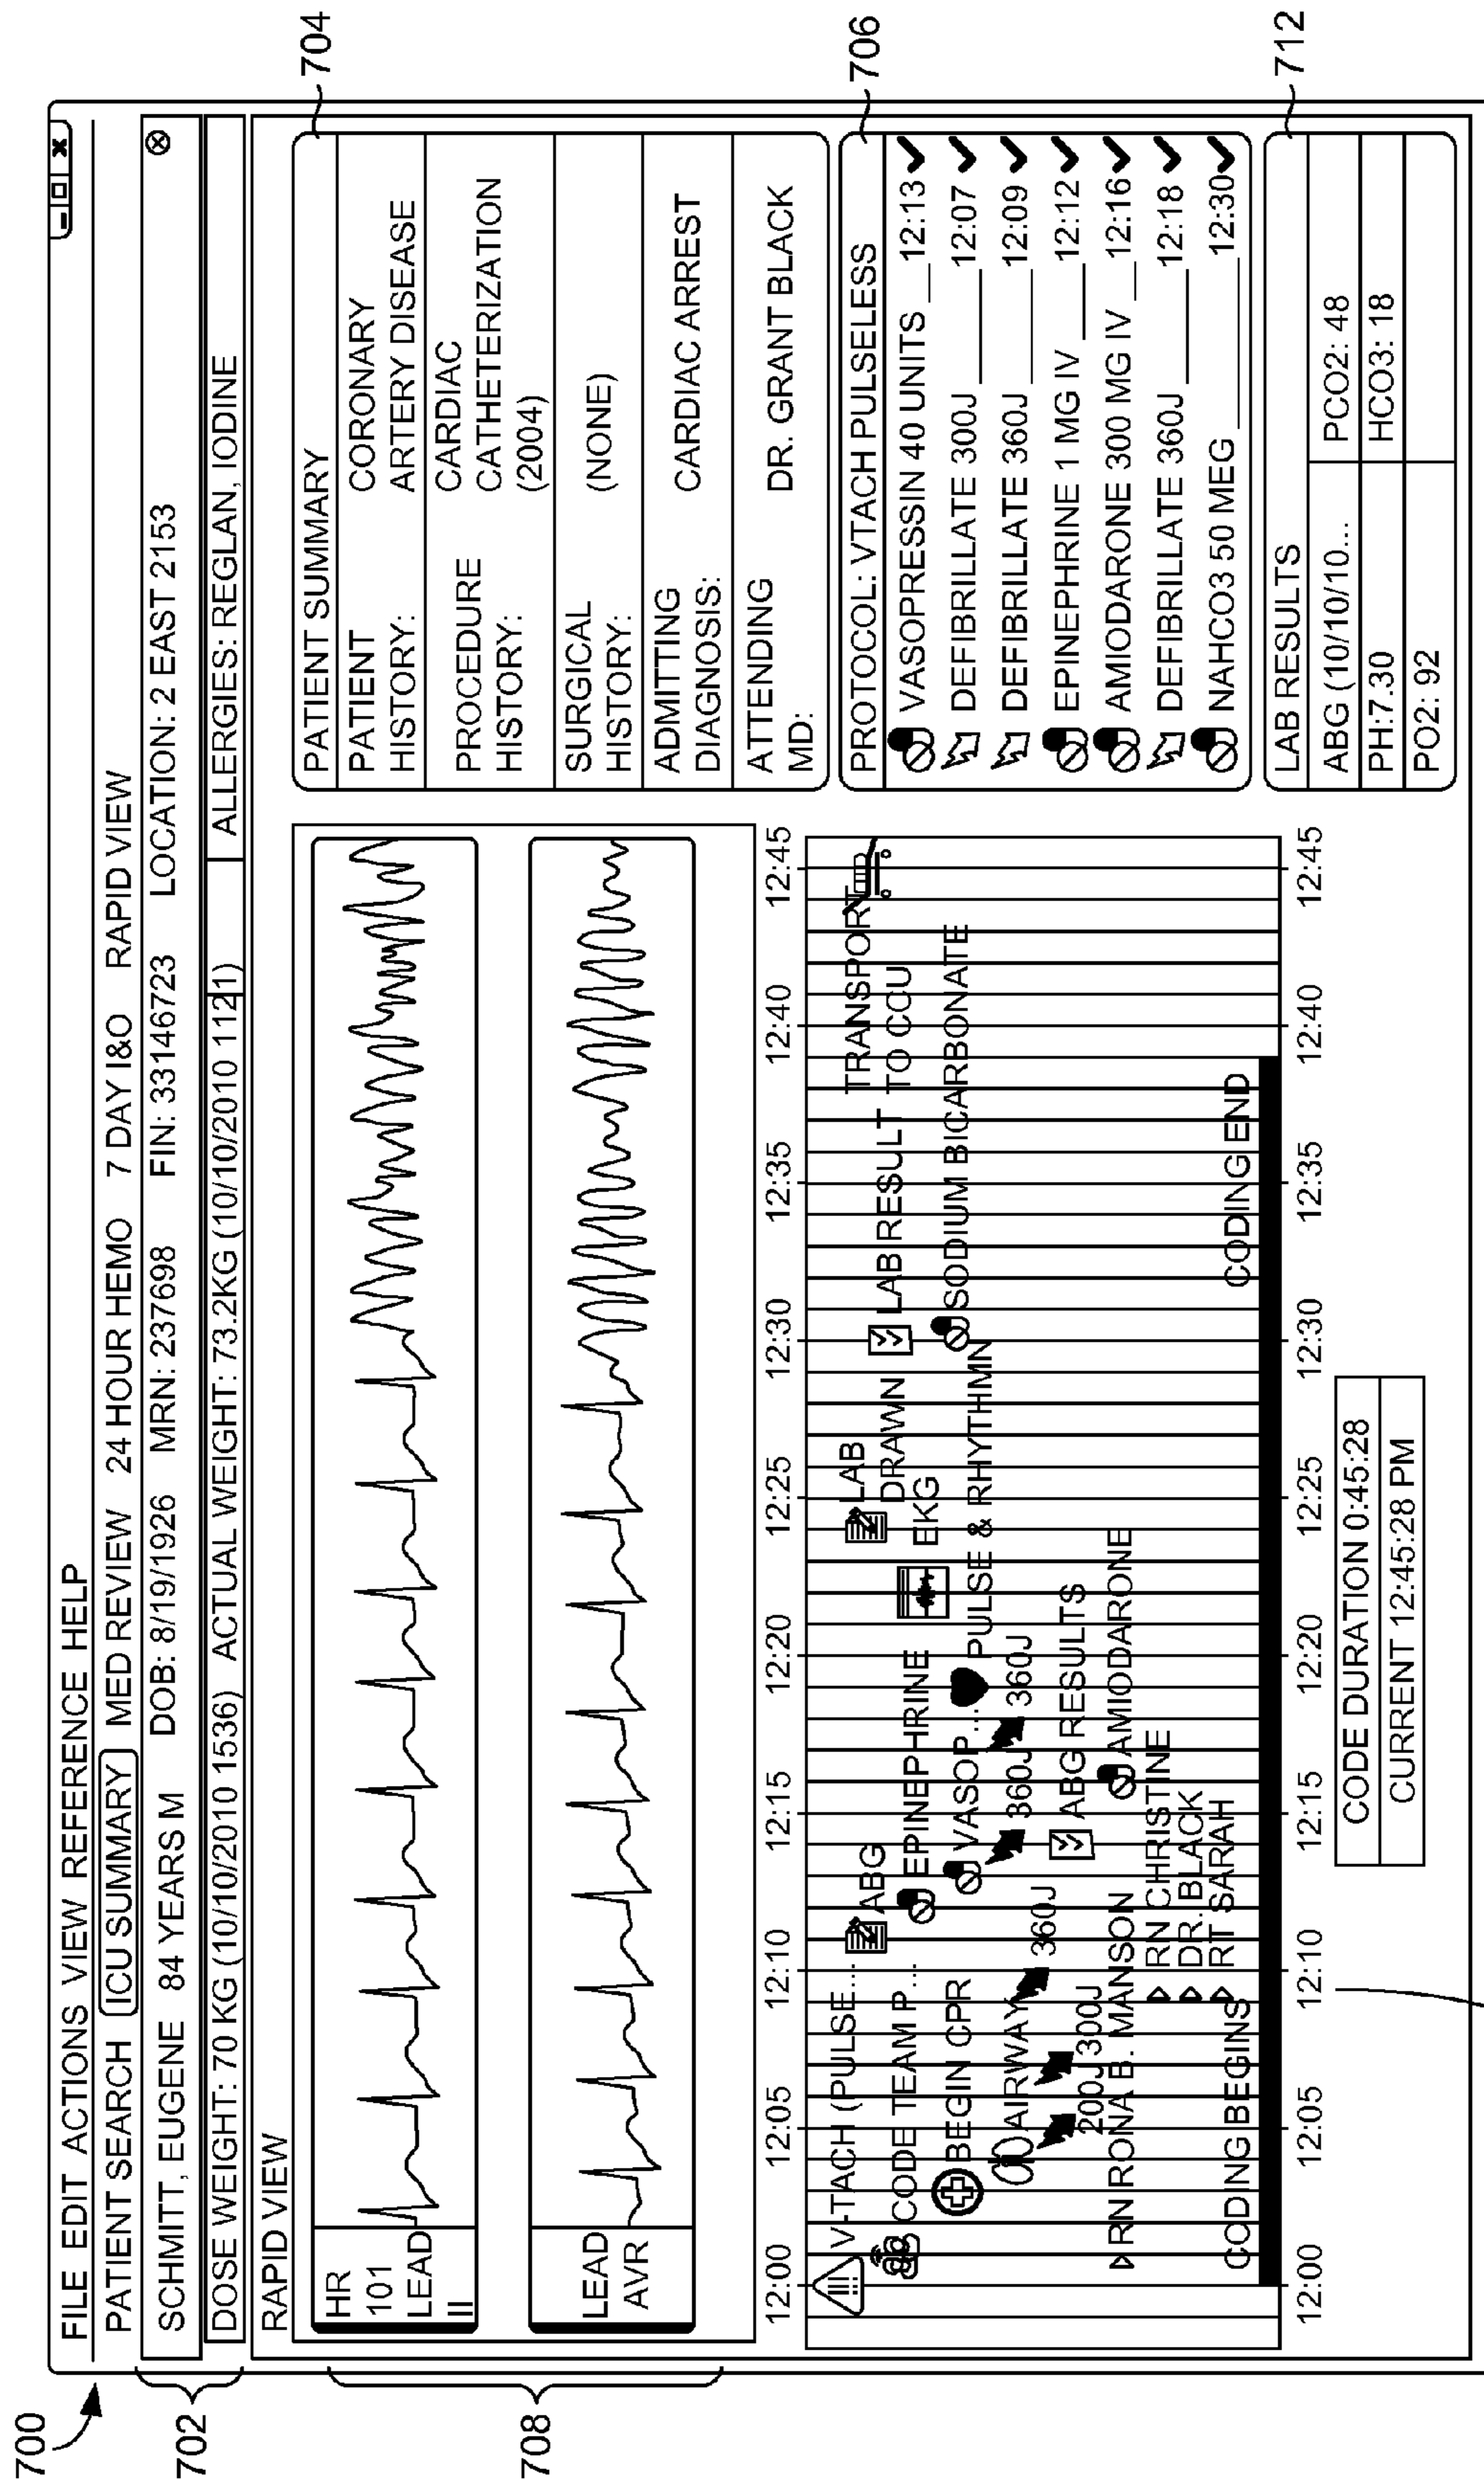 700
FILE EDIT ACTIONS VIEW REFERENCE HELP
PATIENT SEARCH ICU SUMMARY MED REVIEW 24 HOUR HEMO 7 DAY I&O RAPID VIEW
702
SCHMITT, EUGENE 84 YEARS M DOB: 8/19/1926 MRN: 237698 FIN: 33146723 LOCATION: 2 EAST 2153
DOSE WEIGHT: 70 KG (10/10/2010 1536) ACTUAL WEIGHT: 73.2KG (10/10/2010 1121) ALLERGIES: REGLAN, IODINE
RAPID VIEW
708
HR
101
LEAD
II
LEAD
AVR
704
PATIENT SUMMARY
PATIENT HISTORY: CORONARY ARTERY DISEASE
PROCEDURE HISTORY: CARDIAC CATHETERIZATION (2004)
SURGICAL HISTORY: (NONE)
ADMITTING DIAGNOSIS: CARDIAC ARREST
ATTENDING MD: DR. GRANT BLACK
706
PROTOCOL: VTACH PULSELESS
VASOPRESSIN 40 UNITS 12:13
DEFIBRILLATE 300J 12:07
DEFIBRILLATE 360J 12:09
EPINEPHRINE 1 MG IV 12:12
AMIODARONE 300 MG IV 12:16
DEFIBRILLATE 360J 12:18
NAHCO3 50 MEG 12:30
712
LAB RESULTS
ABG (10/10/10... PCO2: 48
PH:7.30 HCO3: 18
PO2: 92
12:00 12:05 12:10 12:15 12:20 12:25 12:30 12:35 12:40 12:45
V-TACH (PULSE... ABG LAB DRAWN TRANSPORT TO CCU
CODE TEAM P... EPINEPHRINE EKG LAB RESULT
BEGIN CPR VASOP... PULSE & RHYTHMN SODIUM BICARBONATE
AIRWAY 360J 360J 360J
200J 300J ABG RESULTS
RN RONA B. MANSON AMIODARONE
RN CHRISTINE
DR. BLACK
RT SARAH
CODING BEGINS CODING END
12:00 12:05 12:10 12:15 12:20 12:25 12:30 12:35 12:40 12:45
CODE DURATION 0:45:28
CURRENT 12:45:28 PM